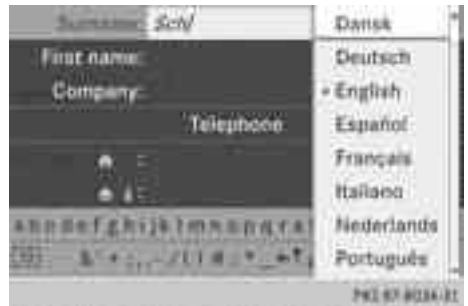 Surname: Schl
First name:
Company:
Telephone
Dansk
Deutsch
• English
Español
Français
Italiano
Nederlands
Português